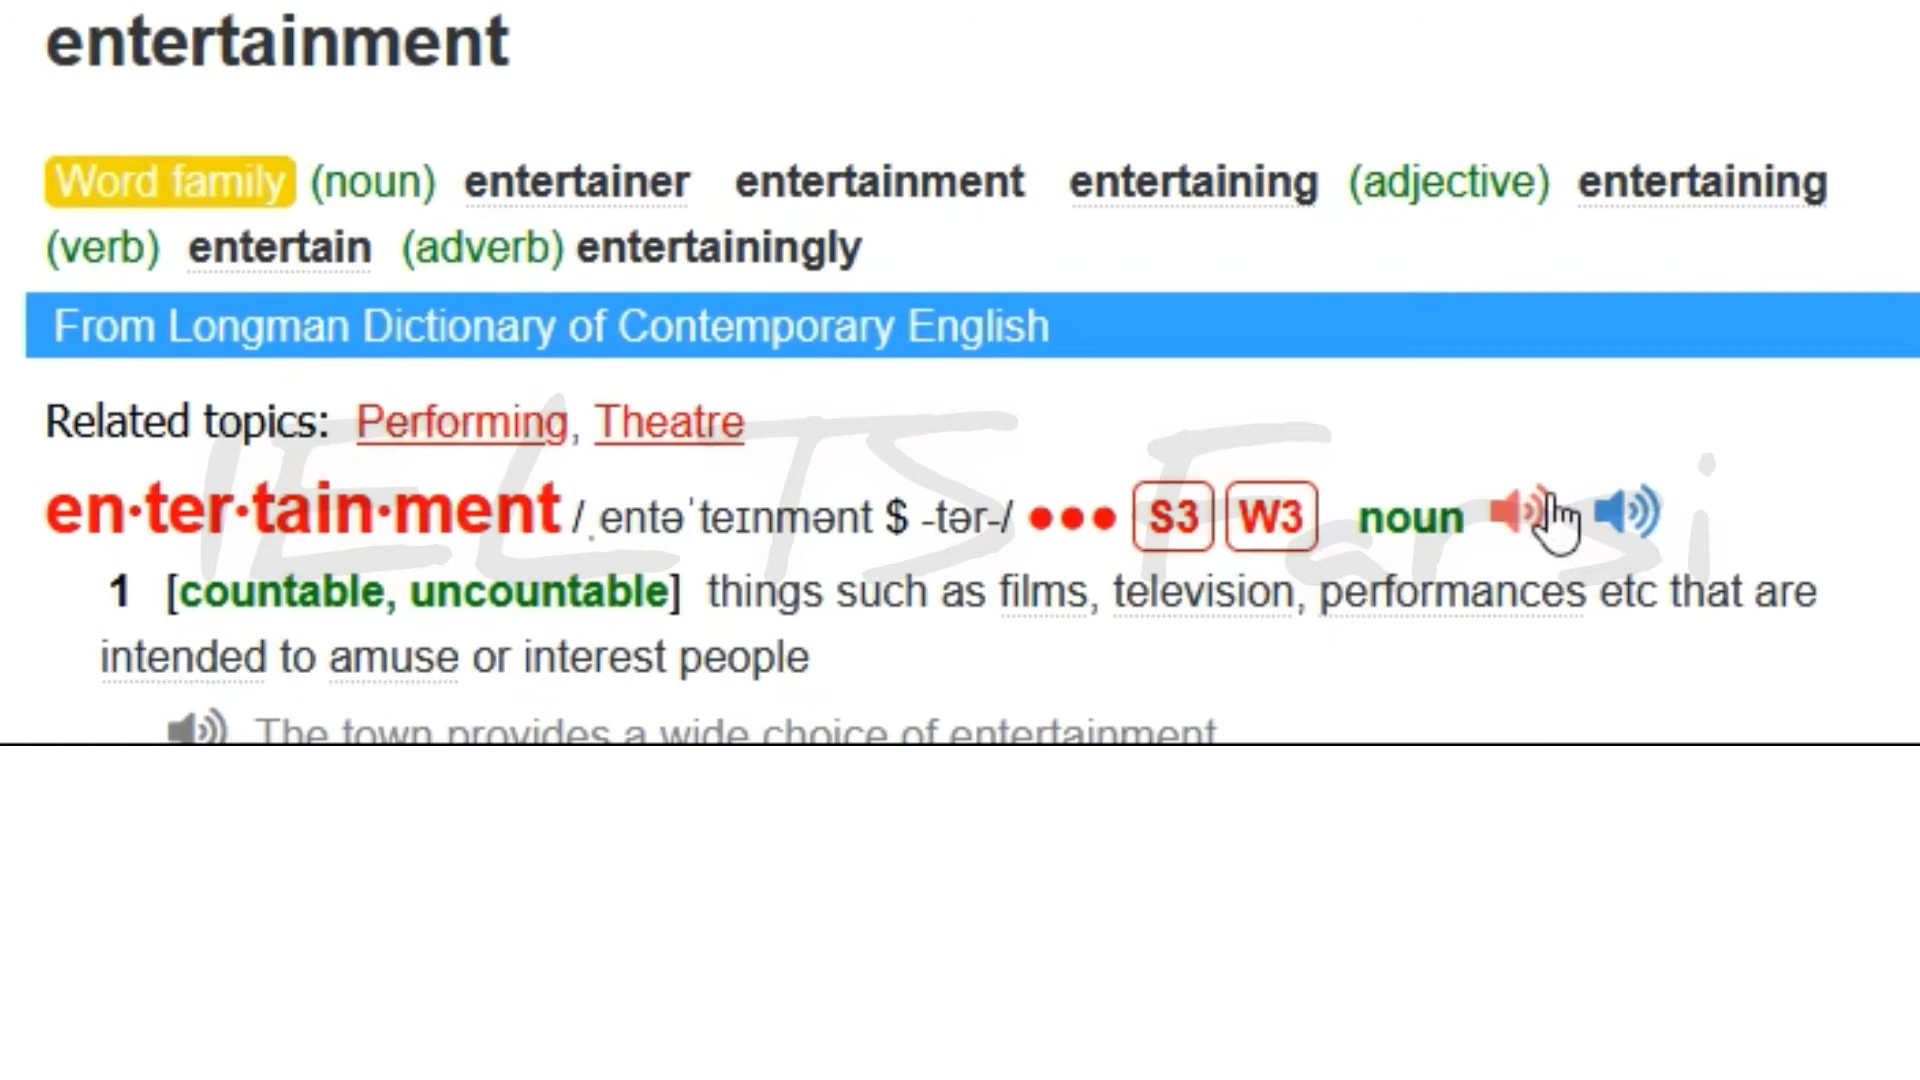 entertainment
Word family (noun) entertainer entertainment entertaining (adjective) entertaining
(verb) entertain (adverb) entertainingly
From Longman Dictionary of Contemporary English
Related topics: Performing, Theatre
IELTS Farsi
en·ter·tain·ment /ˌentəˈteɪnmənt $ -tər-/ ●●● S3 W3 noun
1 [countable, uncountable] things such as films, television, performances etc that are
intended to amuse or interest people
The town provides a wide choice of entertainment